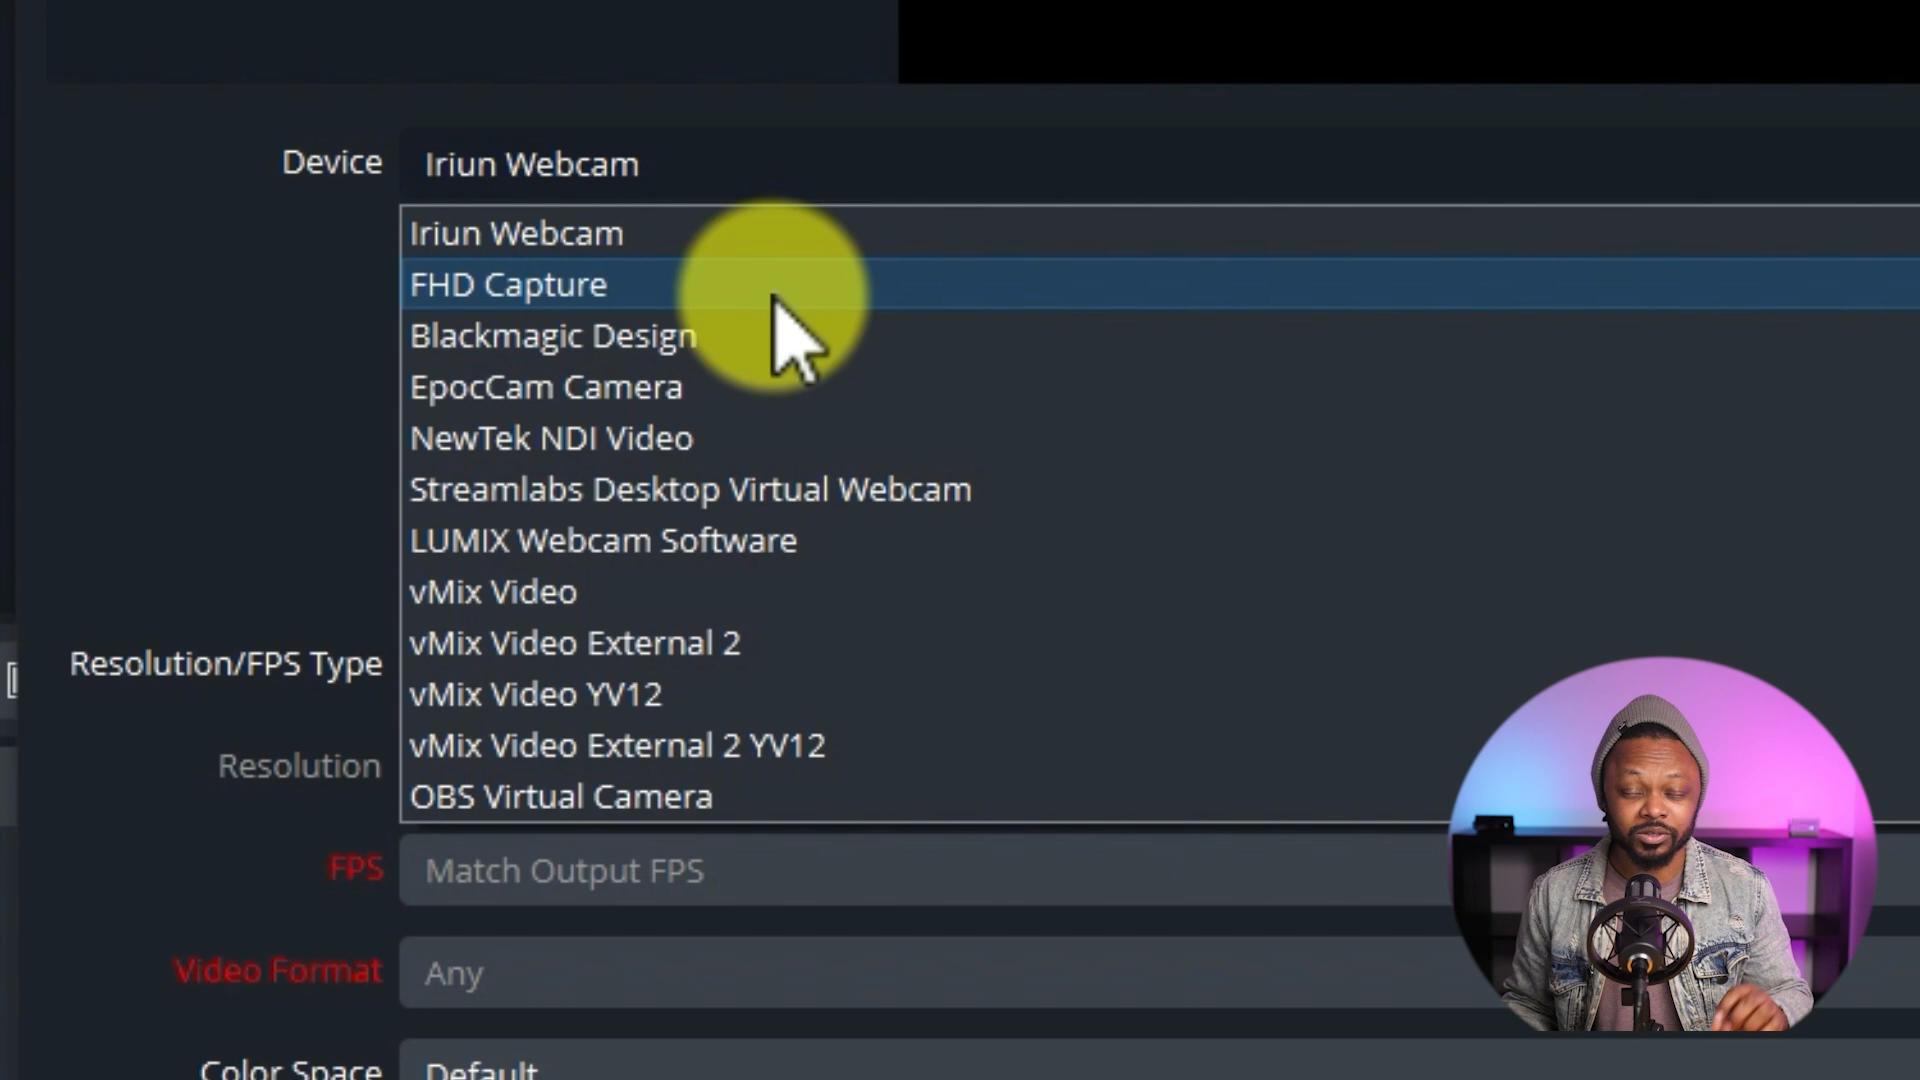 Device
Iriun Webcam
Iriun Webcam
FHD Capture
Blackmagic Design
EpocCam Camera
NewTek NDI Video
Streamlabs Desktop Virtual Webcam
LUMIX Webcam Software
vMix Video
vMix Video External 2
vMix Video YV12
vMix Video External 2 YV12
OBS Virtual Camera
Resolution/FPS Type
Resolution
FPS
Match Output FPS
Video Format
Any
Color Space
Default